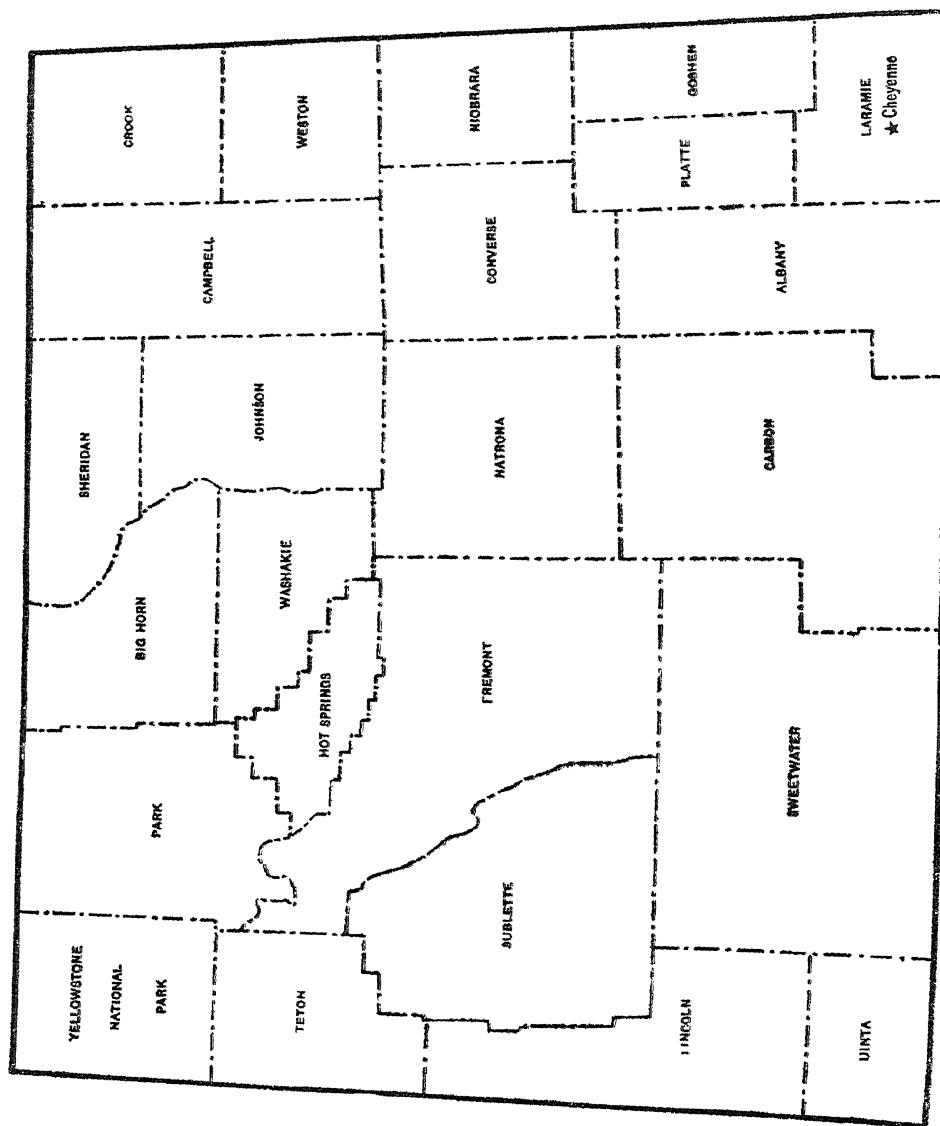 YELLOWSTONE
NATIONAL
PARK
PARK
BIG HORN
SHERIDAN
CAMPBELL
CROOK
TETON
HOT SPRINGS
WASHAKIE
JOHNSON
WESTON
SUBLETTE
FREMONT
NATRONA
CONVERSE
NIOBRARA
LINCOLN
SWEETWATER
CARBON
ALBANY
PLATTE
GOSHEN
UINTA
LARAMIE
★ Cheyenne